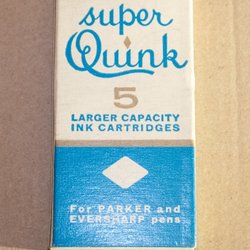 super
Quink
5
LARGER CAPACITY
INK CARTRIDGES
For PARKER and
EVERSHARP pens